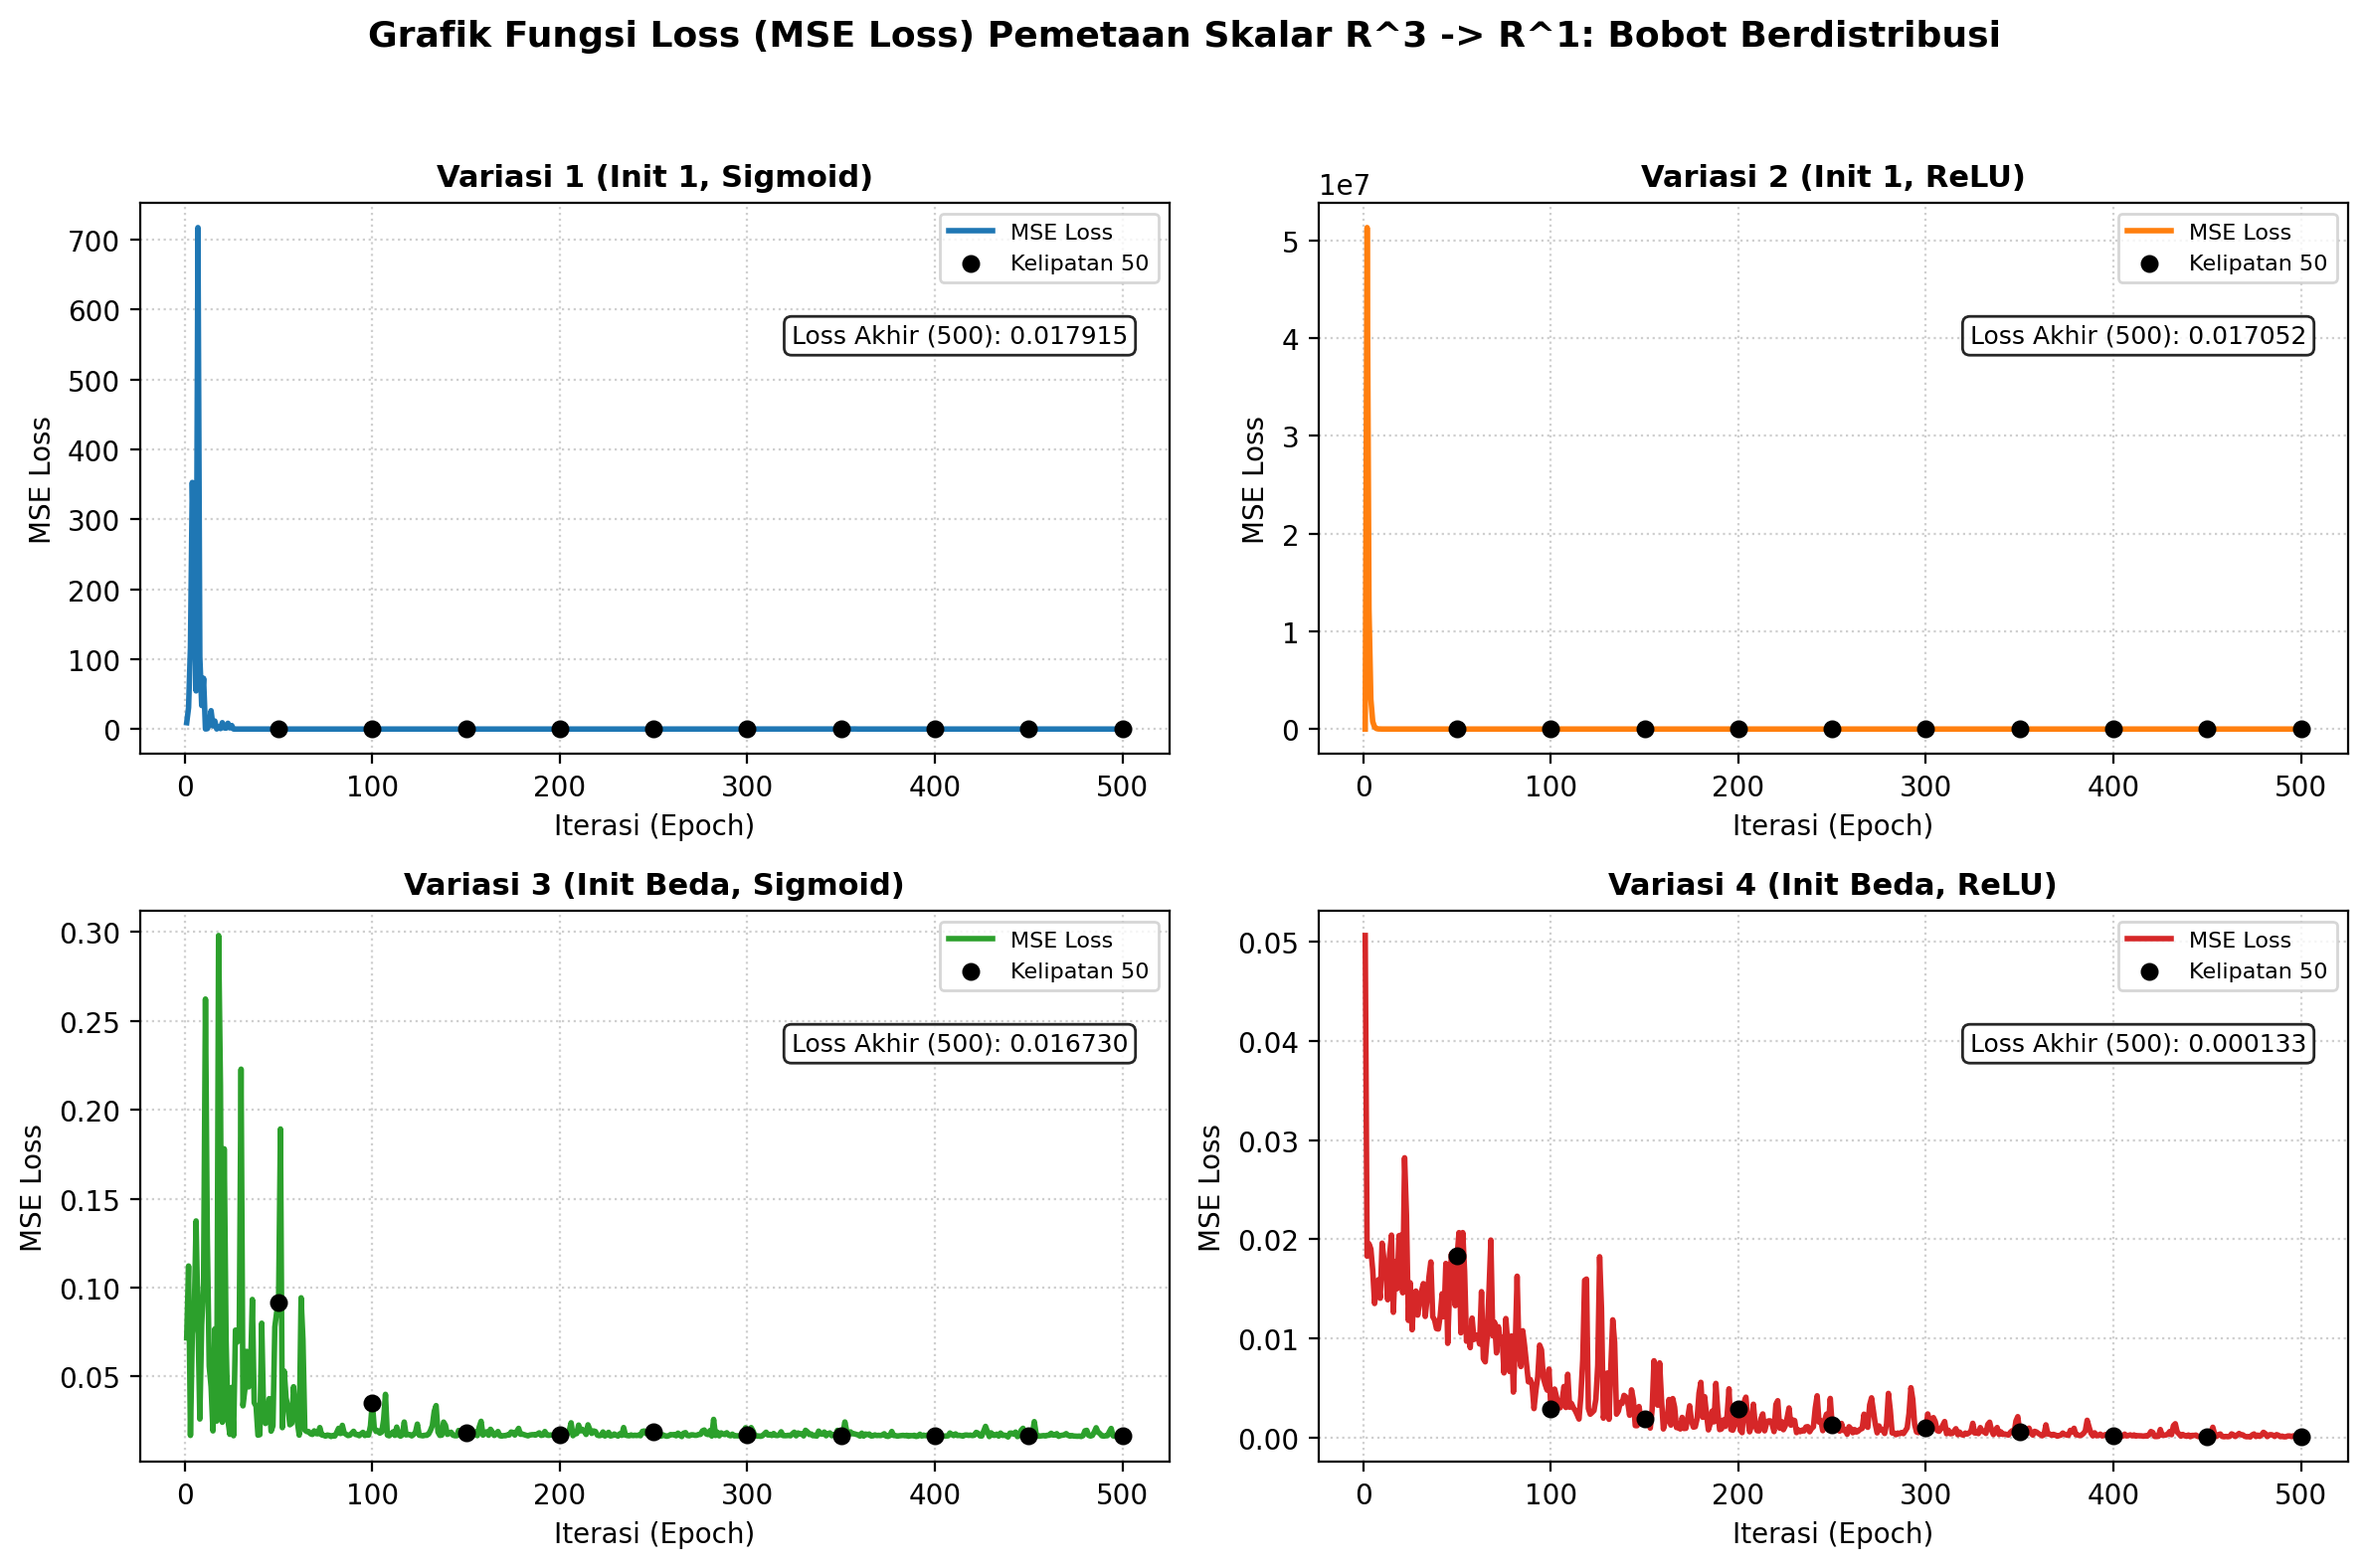 Grafik Fungsi Loss (MSE Loss) Pemetaan Skalar R^3 -> R^1: Bobot Berdistribusi
Variasi 1 (Init 1, Sigmoid)
MSE Loss
700
600
500
400
300
200
100
0
MSE Loss
Kelipatan 50
Loss Akhir (500): 0.017915
0 100 200 300 400 500
Iterasi (Epoch)
Variasi 2 (Init 1, ReLU)
1e7
MSE Loss
5
4
3
2
1
0
MSE Loss
Kelipatan 50
Loss Akhir (500): 0.017052
0 100 200 300 400 500
Iterasi (Epoch)
Variasi 3 (Init Beda, Sigmoid)
MSE Loss
0.30
0.25
0.20
0.15
0.10
0.05
MSE Loss
Kelipatan 50
Loss Akhir (500): 0.016730
0 100 200 300 400 500
Iterasi (Epoch)
Variasi 4 (Init Beda, ReLU)
MSE Loss
0.05
0.04
0.03
0.02
0.01
0.00
MSE Loss
Kelipatan 50
Loss Akhir (500): 0.000133
0 100 200 300 400 500
Iterasi (Epoch)